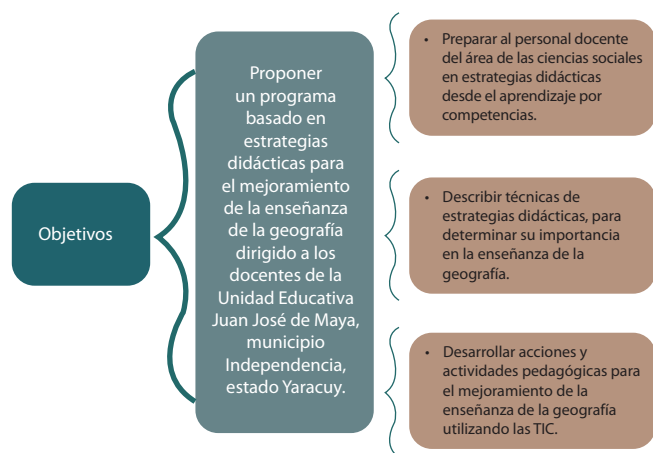 Objetivos
Proponer
un programa
basado en
estrategias
didácticas para
el mejoramiento
de la enseñanza
de la geografía
dirigido a los
docentes de la
Unidad Educativa
Juan José de Maya,
municipio
Independencia,
estado Yaracuy.
• Preparar al personal docente
del área de las ciencias sociales
en estrategias didácticas
desde el aprendizaje por
competencias.
• Describir técnicas de
estrategias didácticas, para
determinar su importancia
en la enseñanza de la
geografía.
• Desarrollar acciones y
actividades pedagógicas para
el mejoramiento de la
enseñanza de la geografía
utilizando las TIC.